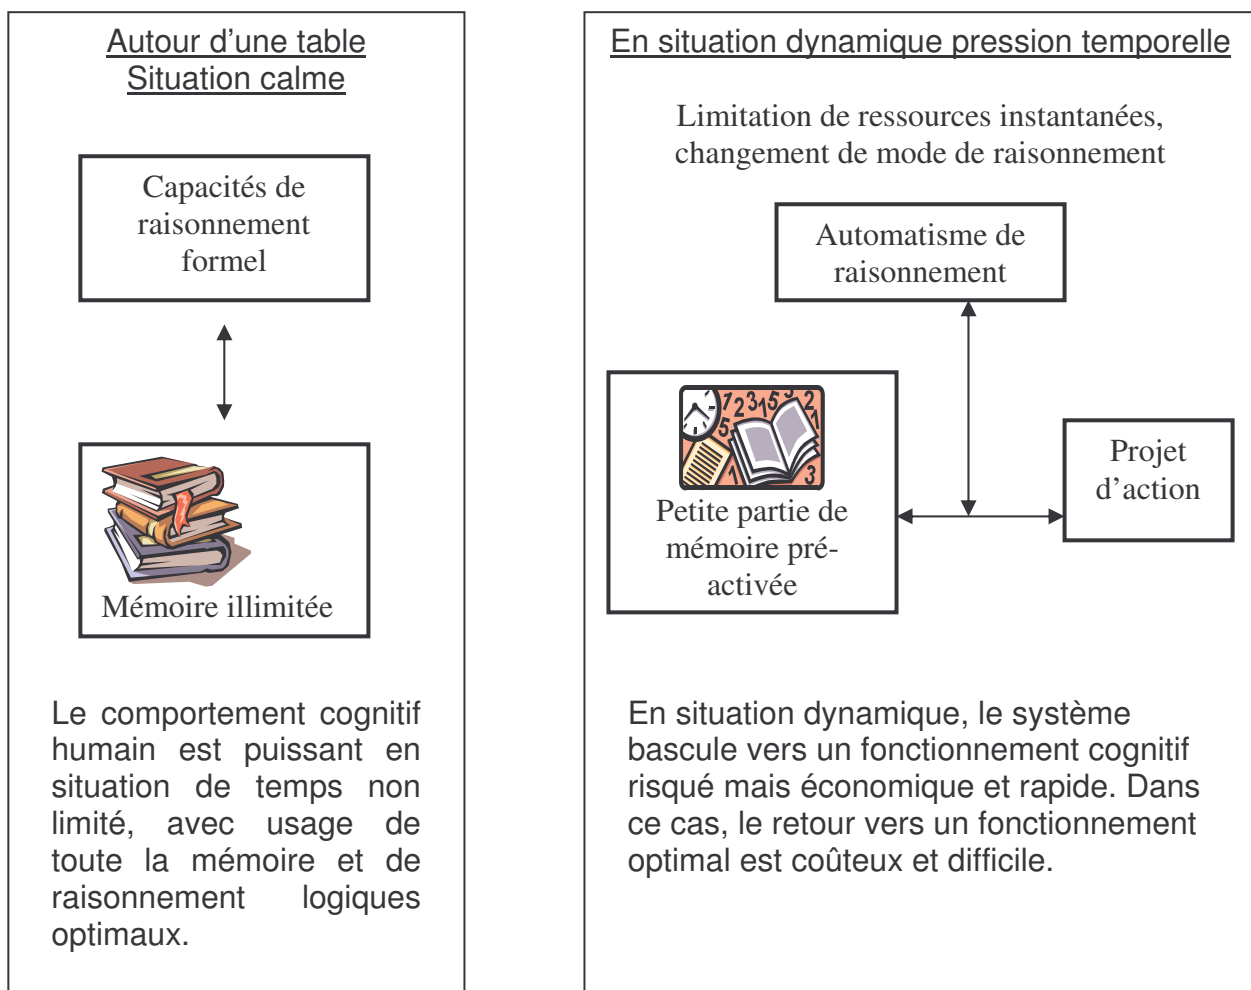 Autour d’une table
Situation calme
Capacités de
raisonnement
formel
Mémoire illimitée
Le comportement cognitif
humain est puissant en
situation de temps non
limité, avec usage de
toute la mémoire et de
raisonnement logiques
optimaux.
En situation dynamique pression temporelle
Limitation de ressources instantanées,
changement de mode de raisonnement
Automatisme de
raisonnement
Petite partie de
mémoire pré-
activée
Projet
d’action
En situation dynamique, le système
bascule vers un fonctionnement cognitif
risqué mais économique et rapide. Dans
ce cas, le retour vers un fonctionnement
optimal est coûteux et difficile.